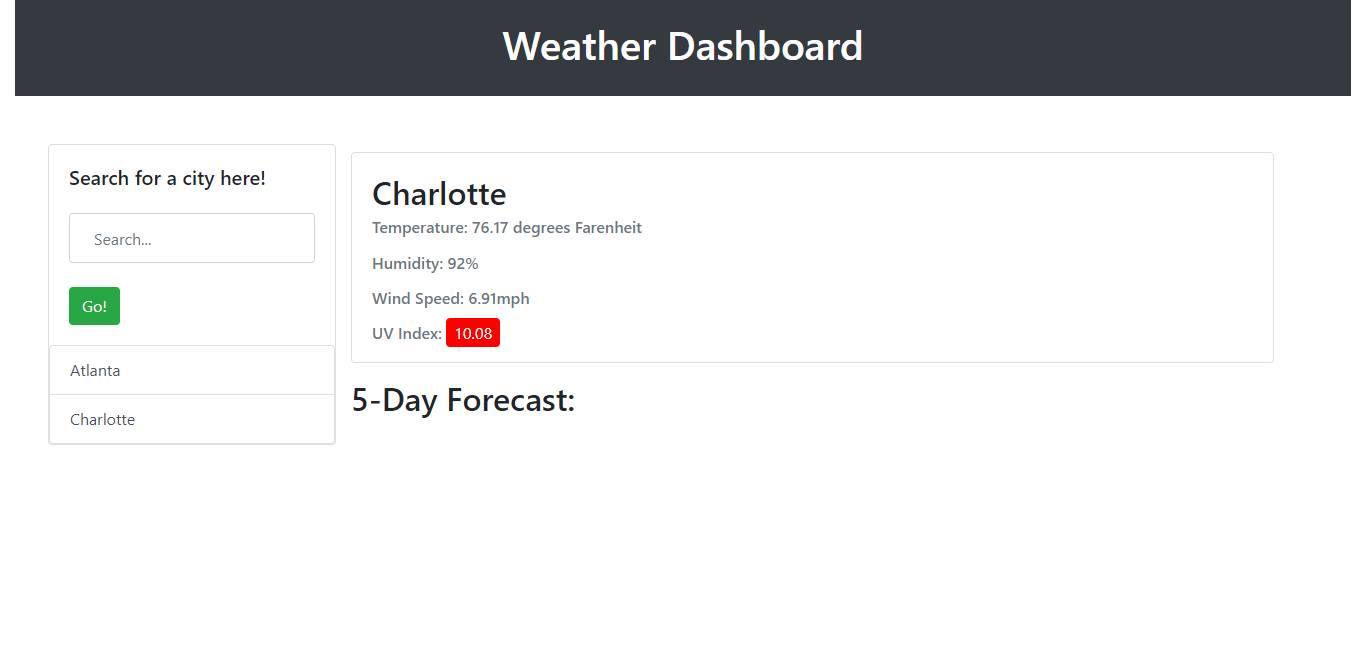 Weather Dashboard
Search for a city here!
Search...
Go!
Atlanta
Charlotte
Charlotte
Temperature: 76.17 degrees Farenheit
Humidity: 92%
Wind Speed: 6.91mph
UV Index: 10.08
5-Day Forecast: